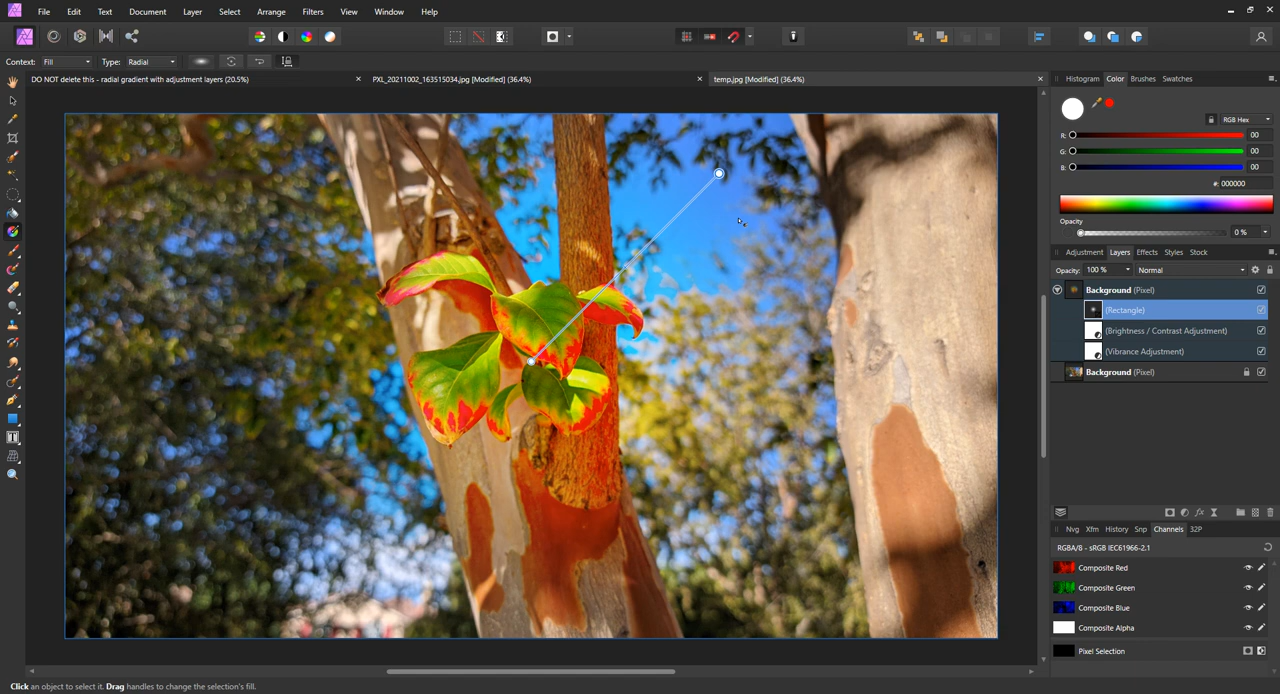 File Edit Text Document Layer Select Arrange Filters View Window Help
Context: Fill Type: Radial
DO NOT delete this - radial gradient with adjustment layers (20.5%) PXL_20211002_163515034.jpg [Modified] (36.4%) temp.jpg [Modified] (36.4%)
Histogram Color Brushes Swatches
RGB Hex
R: 00
G: 00
B: 00
#: 000000
Opacity
0 %
Adjustment Layers Effects Styles Stock
Opacity: 100 % Normal
Background (Pixel)
(Rectangle)
(Brightness / Contrast Adjustment)
(Vibrance Adjustment)
Background (Pixel)
Nvg Xfm History Snp Channels 32P
RGBA/8 - sRGB IEC61966-2.1
Composite Red
Composite Green
Composite Blue
Composite Alpha
Pixel Selection
Click an object to select it. Drag handles to change the selection's fill.